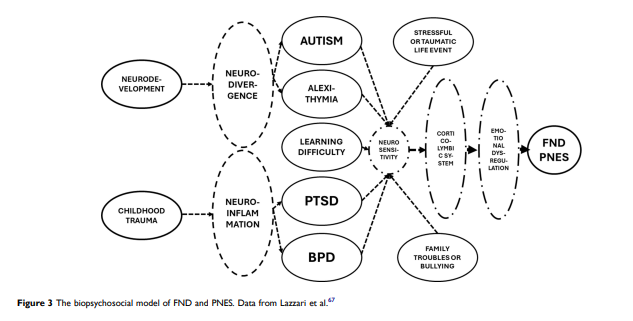 AUTISM
STRESSFUL
OR TAUMATIC
LIFE EVENT
NEURODE-
VELOPMENT
NEURO-
DIVER-
GENCE
ALEXI-
THYMIA
LEARNING
DIFFICULTY
NEURO
SENSI-
TIVITY
CORTI
CO-
LYMBI
C SY-
STEM
EMO-
TIO
NAL
DYS-
REGU-
LATION
FND
PNES
CHILDHOOD
TRAUMA
NEURO-
INFLAM
MATION
PTSD
BPD
FAMILY
TROUBLES OR
BULLYING
Figure 3 The biopsychosocial model of FND and PNES. Data from Lazzari et al.67